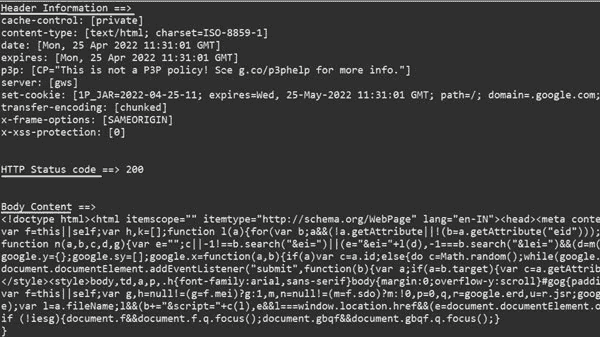 Header Information ==>
cache-control: [private]
content-type: [text/html; charset=ISO-8859-1]
date: [Mon, 25 Apr 2022 11:31:01 GMT]
expires: [Mon, 25 Apr 2022 11:31:01 GMT]
p3p: [CP="This is not a P3P policy! See g.co/p3phelp for more info."]
server: [gws]
set-cookie: [1P_JAR=2022-04-25-11; expires=Wed, 25-May-2022 11:31:01 GMT; path=/; domain=.google.com;
transfer-encoding: [chunked]
x-frame-options: [SAMEORIGIN]
x-xss-protection: [0]
HTTP Status code ==> 200
Body Content ==>
<!doctype html><html itemscope="" itemtype="http://schema.org/WebPage" lang="en-IN"><head><meta conte
var f=this||self;var h,k=[];function l(a){for(var b;a&&(!a.getAttribute||!(b=a.getAttribute("eid")));
function n(a,b,c,d,g){var e="";c||-1!==b.search("&ei=")||(e="&ei="+l(d),-1===b.search("&lei=")&&(d=m(
google.y={};google.sy=[];google.x=function(a,b){if(a)var c=a.id;else{do c=Math.random();while(google.
document.documentElement.addEventListener("submit",function(b){var a;if(a=b.target){var c=a.getAttrib
</style><style>body,td,a,p,.h{font-family:arial,sans-serif}body{margin:0;overflow-y:scroll}#gog{paddi
var f=this||self;var g,h=null!=(g=f.mei)?g:1,m,n=null!=(m=f.sdo)?m:!0,p=0,q,r=google.erd,u=r.jsr;goog
e);var l=a.fileName;l&&(b+="&script="+c(l),e&&l===window.location.href&&(e=document.documentElement.o
if (!iesg){document.f&&document.f.q.focus();document.gbqf&&document.gbqf.q.focus();}
}